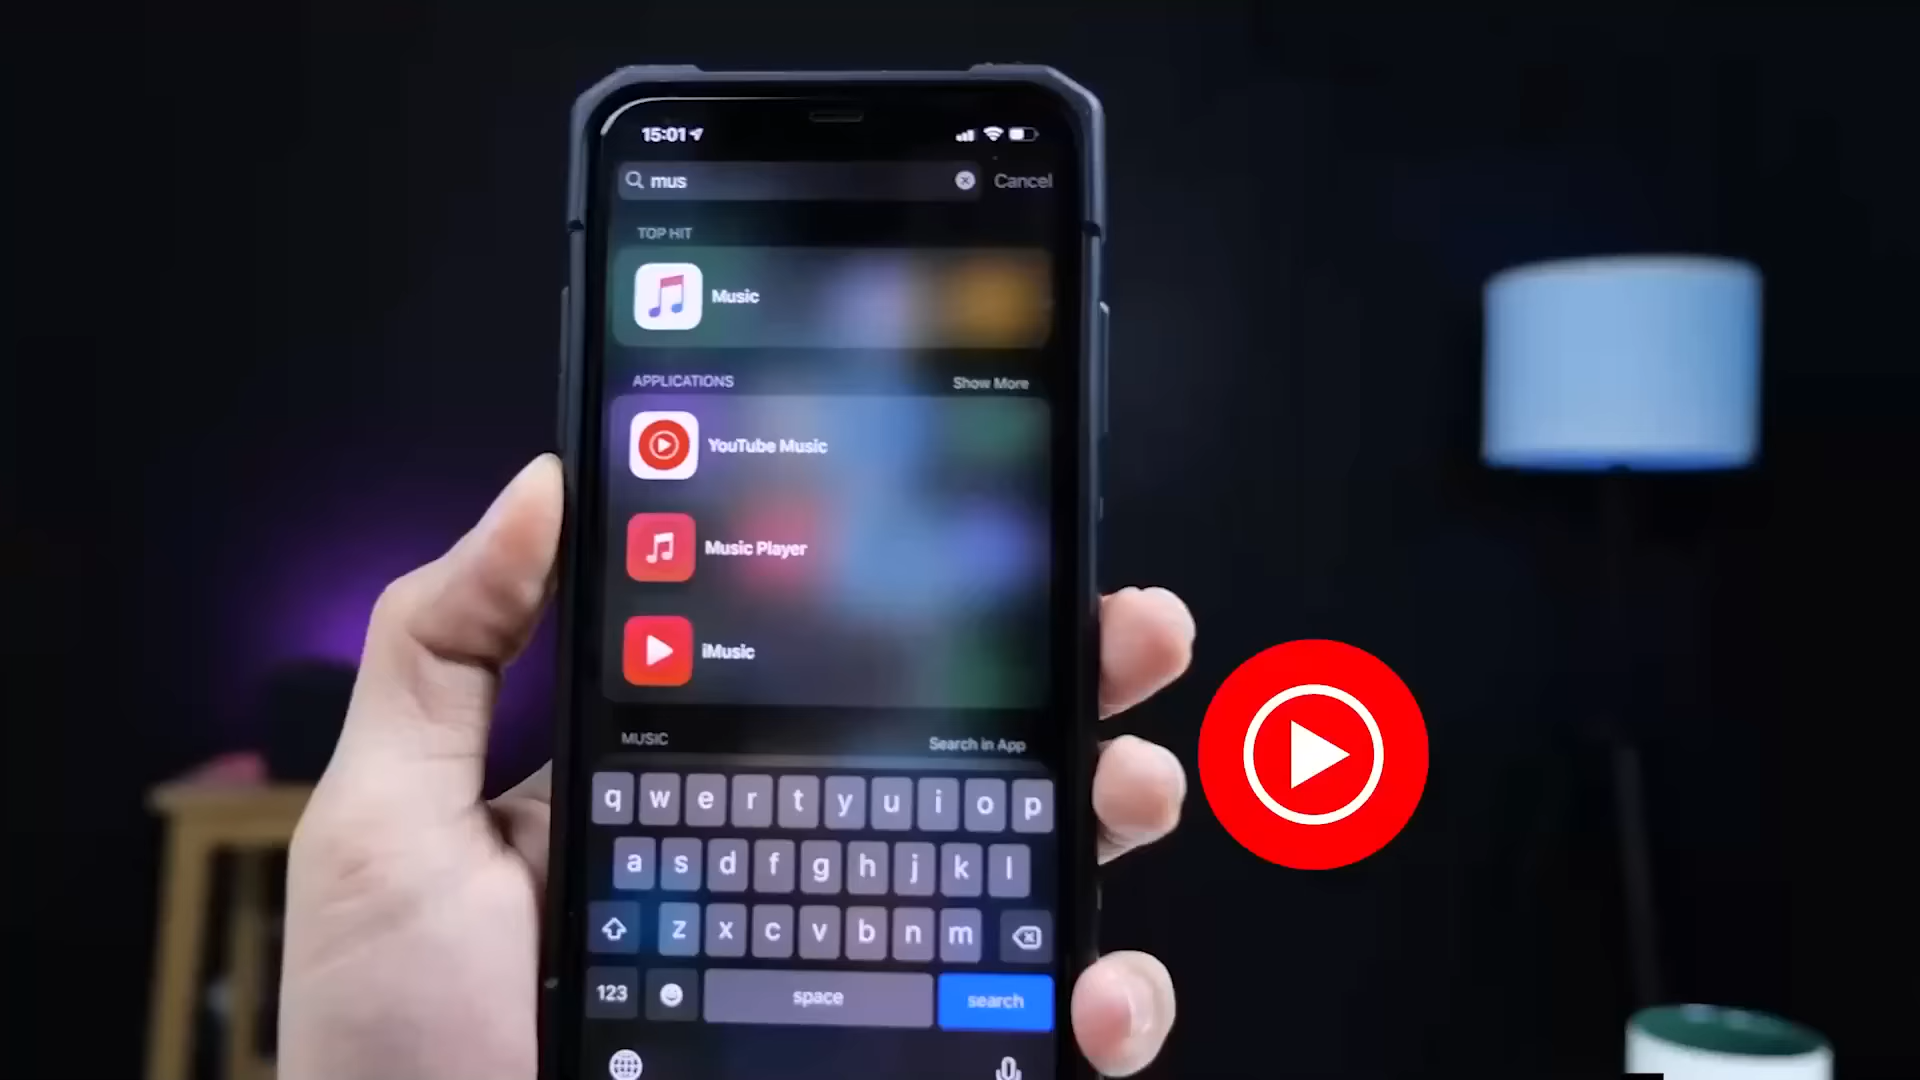 15:01
mus
Cancel
TOP HIT
Music
APPLICATIONS
Show More
YouTube Music
Music Player
iMusic
MUSIC
Search in App
q w e r t y u i o p
a s d f g h j k l
z x c v b n m
123
space
search